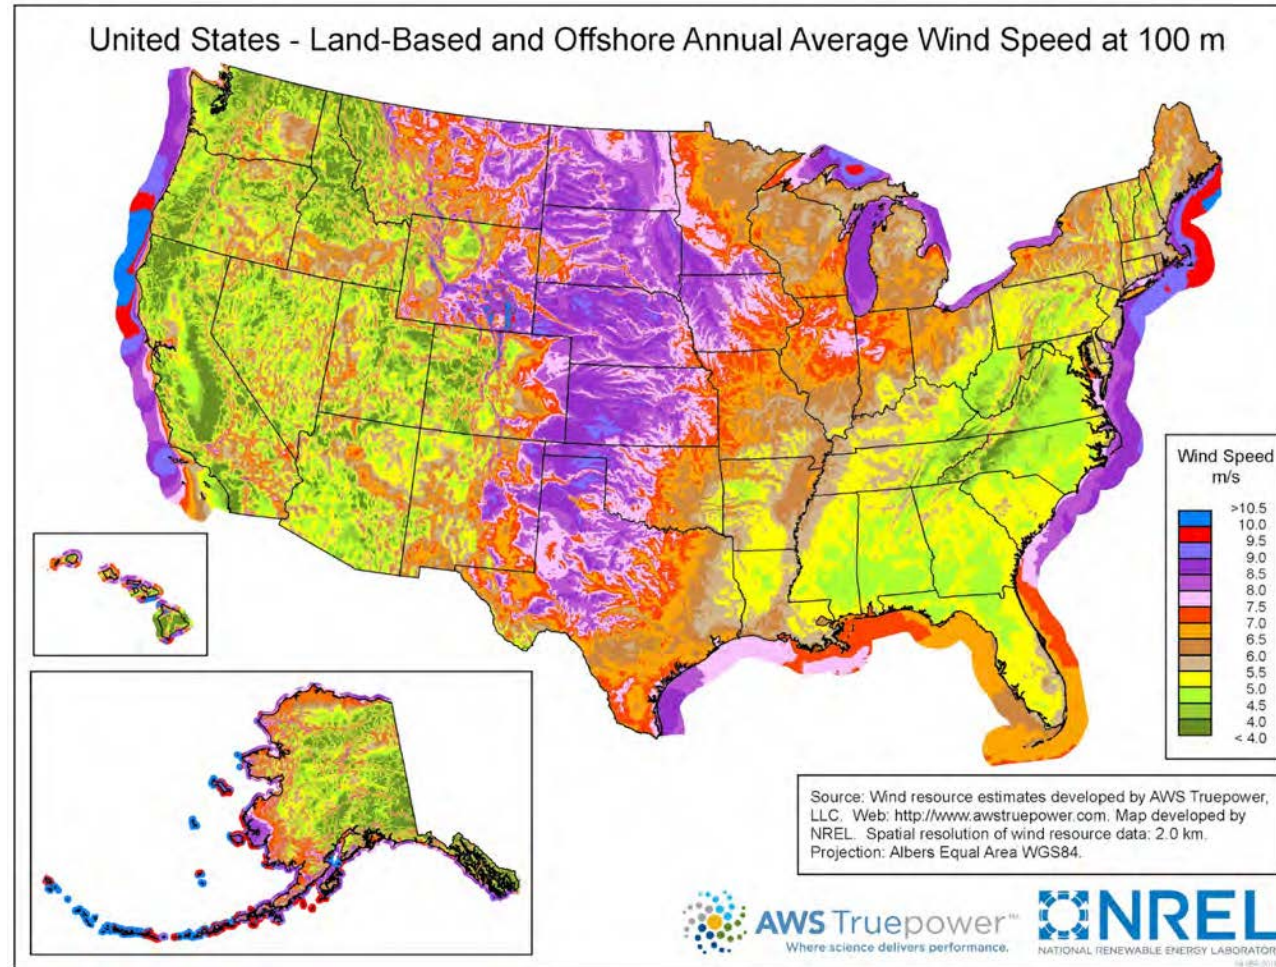 United States - Land-Based and Offshore Annual Average Wind Speed at 100 m
Wind Speed
m/s
>10.5
10.0
9.5
9.0
8.5
8.0
7.5
7.0
6.5
6.0
5.5
5.0
4.5
4.0
< 4.0
Source: Wind resource estimates developed by AWS Truepower,
LLC. Web: http://www.awstruepower.com. Map developed by
NREL. Spatial resolution of wind resource data: 2.0 km.
Projection: Albers Equal Area WGS84.
AWS Truepower™
Where science delivers performance.
NREL
NATIONAL RENEWABLE ENERGY LABORATOR